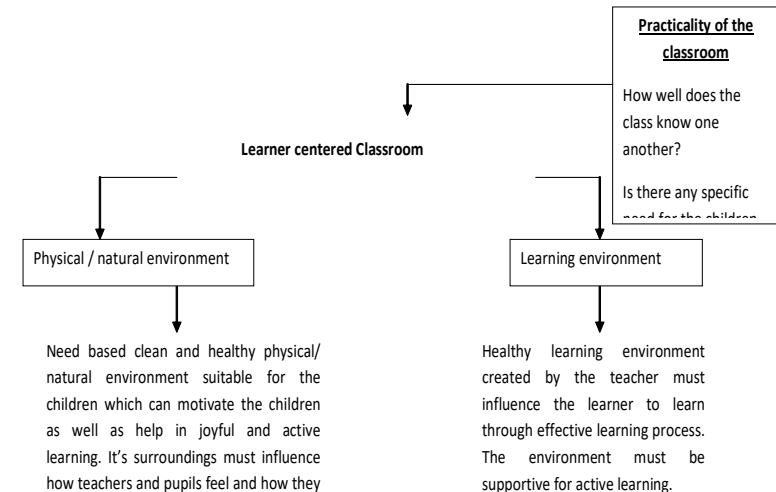 Practicality of the
classroom
How well does the
class know one
another?
Is there any specific
need for the children
Learner centered Classroom
Physical / natural environment
Learning environment
Need based clean and healthy physical/
natural environment suitable for the
children which can motivate the children
as well as help in joyful and active
learning. It's surroundings must influence
how teachers and pupils feel and how they
Healthy learning environment
created by the teacher must
influence the learner to learn
through effective learning process.
The environment must be
supportive for active learning.